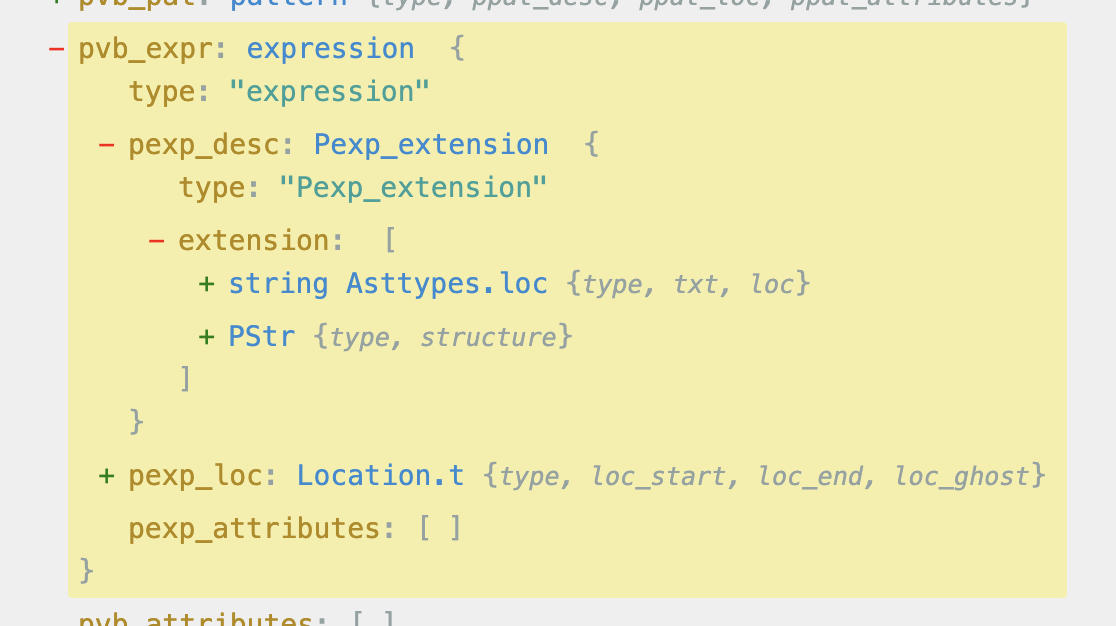 + pvb_pat: pattern {type, ppat_desc, ppat_loc, ppat_attributes}
− pvb_expr: expression {
type: "expression"
− pexp_desc: Pexp_extension {
type: "Pexp_extension"
− extension: [
+ string Asttypes.loc {type, txt, loc}
+ PStr {type, structure}
]
}
+ pexp_loc: Location.t {type, loc_start, loc_end, loc_ghost}
pexp_attributes: [ ]
}
pvb_attributes: [ ]